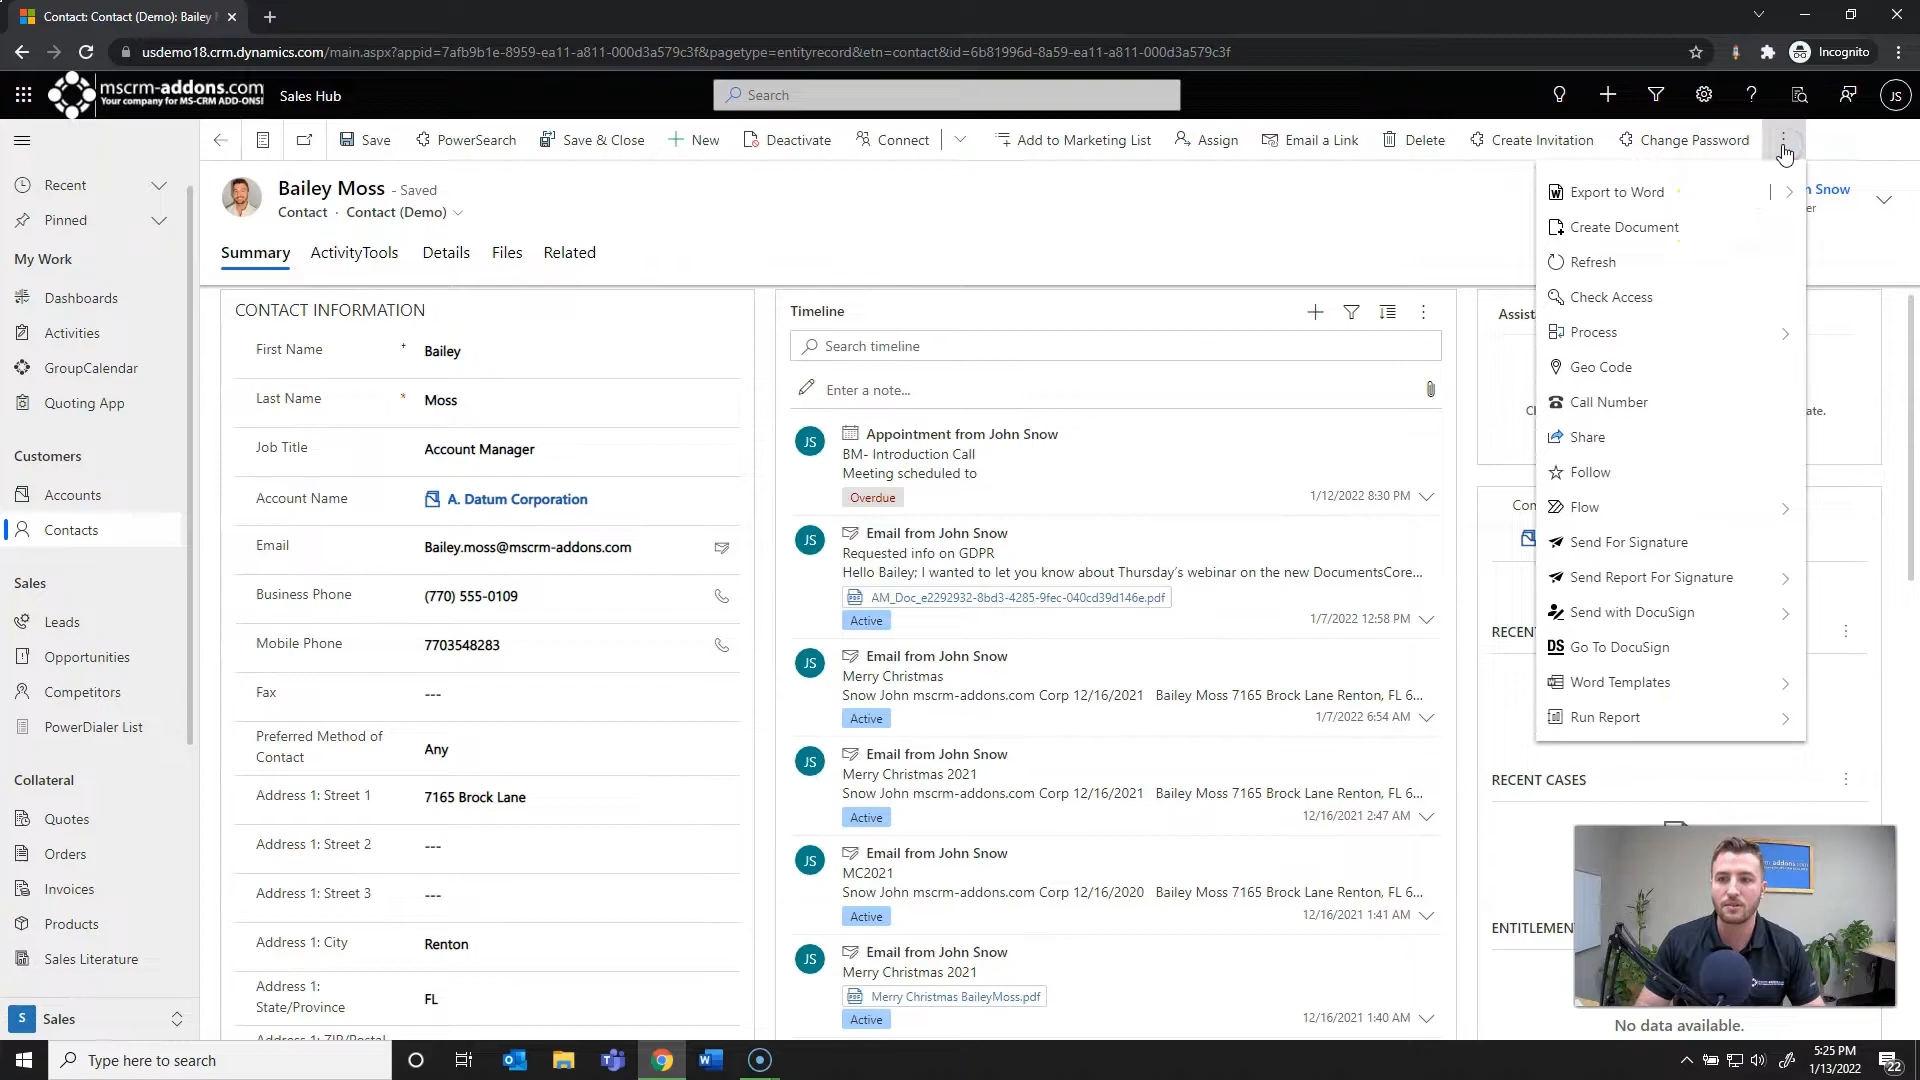 Contact: Contact (Demo): Bailey
usdemo18.crm.dynamics.com/main.aspx?appid=7afb9b1e-8959-ea11-a811-000d3a579c3f&pagetype=entityrecord&etn=contact&id=6b81996d-8a59-ea11-a811-000d3a579c3f
Incognito
mscrm-addons.com
Your company for MS-CRM ADD-ONS!
Sales Hub
Search
JS
Save
PowerSearch
Save & Close
New
Deactivate
Connect
Add to Marketing List
Assign
Email a Link
Delete
Create Invitation
Change Password
Recent
Pinned
My Work
Dashboards
Activities
GroupCalendar
Quoting App
Customers
Accounts
Contacts
Sales
Leads
Opportunities
Competitors
PowerDialer List
Collateral
Quotes
Orders
Invoices
Products
Sales Literature
S Sales
Bailey Moss - Saved
Contact · Contact (Demo)
Summary
ActivityTools
Details
Files
Related
n Snow
er
CONTACT INFORMATION
First Name + Bailey
Last Name * Moss
Job Title Account Manager
Account Name A. Datum Corporation
Email Bailey.moss@mscrm-addons.com
Business Phone (770) 555-0109
Mobile Phone 7703548283
Fax ---
Preferred Method of
Contact
Any
Address 1: Street 1 7165 Brock Lane
Address 1: Street 2 ---
Address 1: Street 3 ---
Address 1: City Renton
Address 1:
State/Province
FL
Address 1: ZIP/Postal
Timeline
Search timeline
Enter a note...
JS Appointment from John Snow
BM- Introduction Call
Meeting scheduled to
Overdue 1/12/2022 8:30 PM
JS Email from John Snow
Requested info on GDPR
Hello Bailey; I wanted to let you know about Thursday's webinar on the new DocumentsCore...
AM_Doc_e2292932-8bd3-4285-9fec-040cd39d146e.pdf
Active 1/7/2022 12:58 PM
JS Email from John Snow
Merry Christmas
Snow John mscrm-addons.com Corp 12/16/2021 Bailey Moss 7165 Brock Lane Renton, FL 6...
Active 1/7/2022 6:54 AM
JS Email from John Snow
Merry Christmas 2021
Snow John mscrm-addons.com Corp 12/16/2021 Bailey Moss 7165 Brock Lane Renton, FL 6...
Active 12/16/2021 2:47 AM
JS Email from John Snow
MC2021
Snow John mscrm-addons.com Corp 12/16/2020 Bailey Moss 7165 Brock Lane Renton, FL 6...
Active 12/16/2021 1:41 AM
JS Email from John Snow
Merry Christmas 2021
Merry Christmas BaileyMoss.pdf
Active 12/16/2021 1:40 AM
Assist
Ch
ate.
Com
RECENT
RECENT CASES
ENTITLEMEN
No data available.
Export to Word
Create Document
Refresh
Check Access
Process
Geo Code
Call Number
Share
Follow
Flow
Send For Signature
Send Report For Signature
Send with DocuSign
DS Go To DocuSign
Word Templates
Run Report
Type here to search
5:25 PM
1/13/2022
22